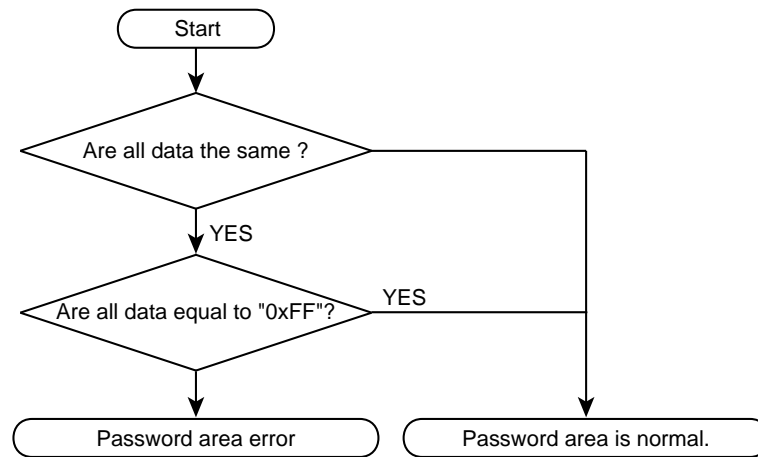 Start
Are all data the same ?
YES
Are all data equal to "0xFF"?
YES
Password area error
Password area is normal.